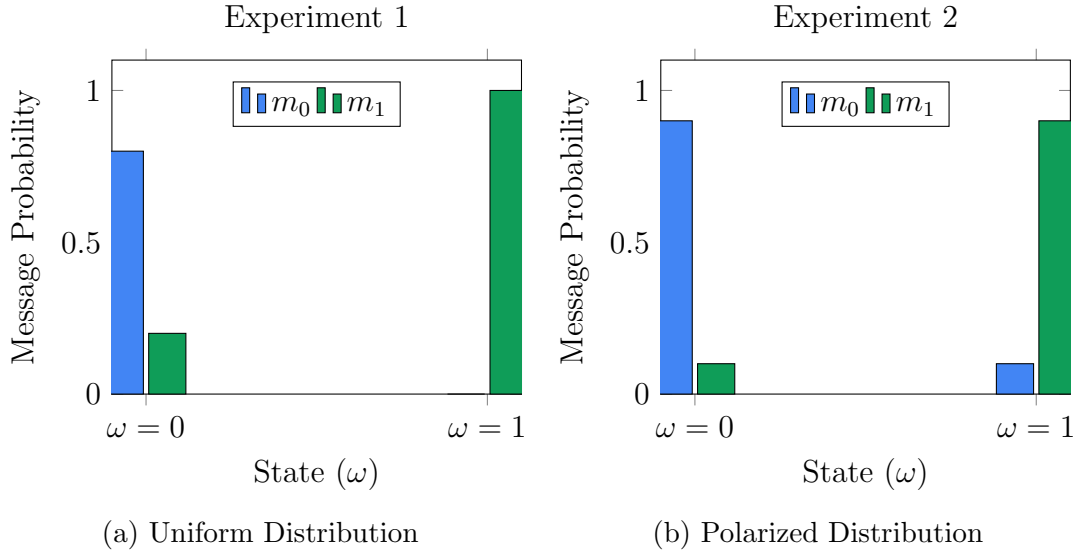 Experiment 1
Message Probability
1
0.5
0
m₀ m₁
ω = 0
ω = 1
State (ω)
(a) Uniform Distribution
Experiment 2
Message Probability
1
0.5
0
m₀ m₁
ω = 0
ω = 1
State (ω)
(b) Polarized Distribution